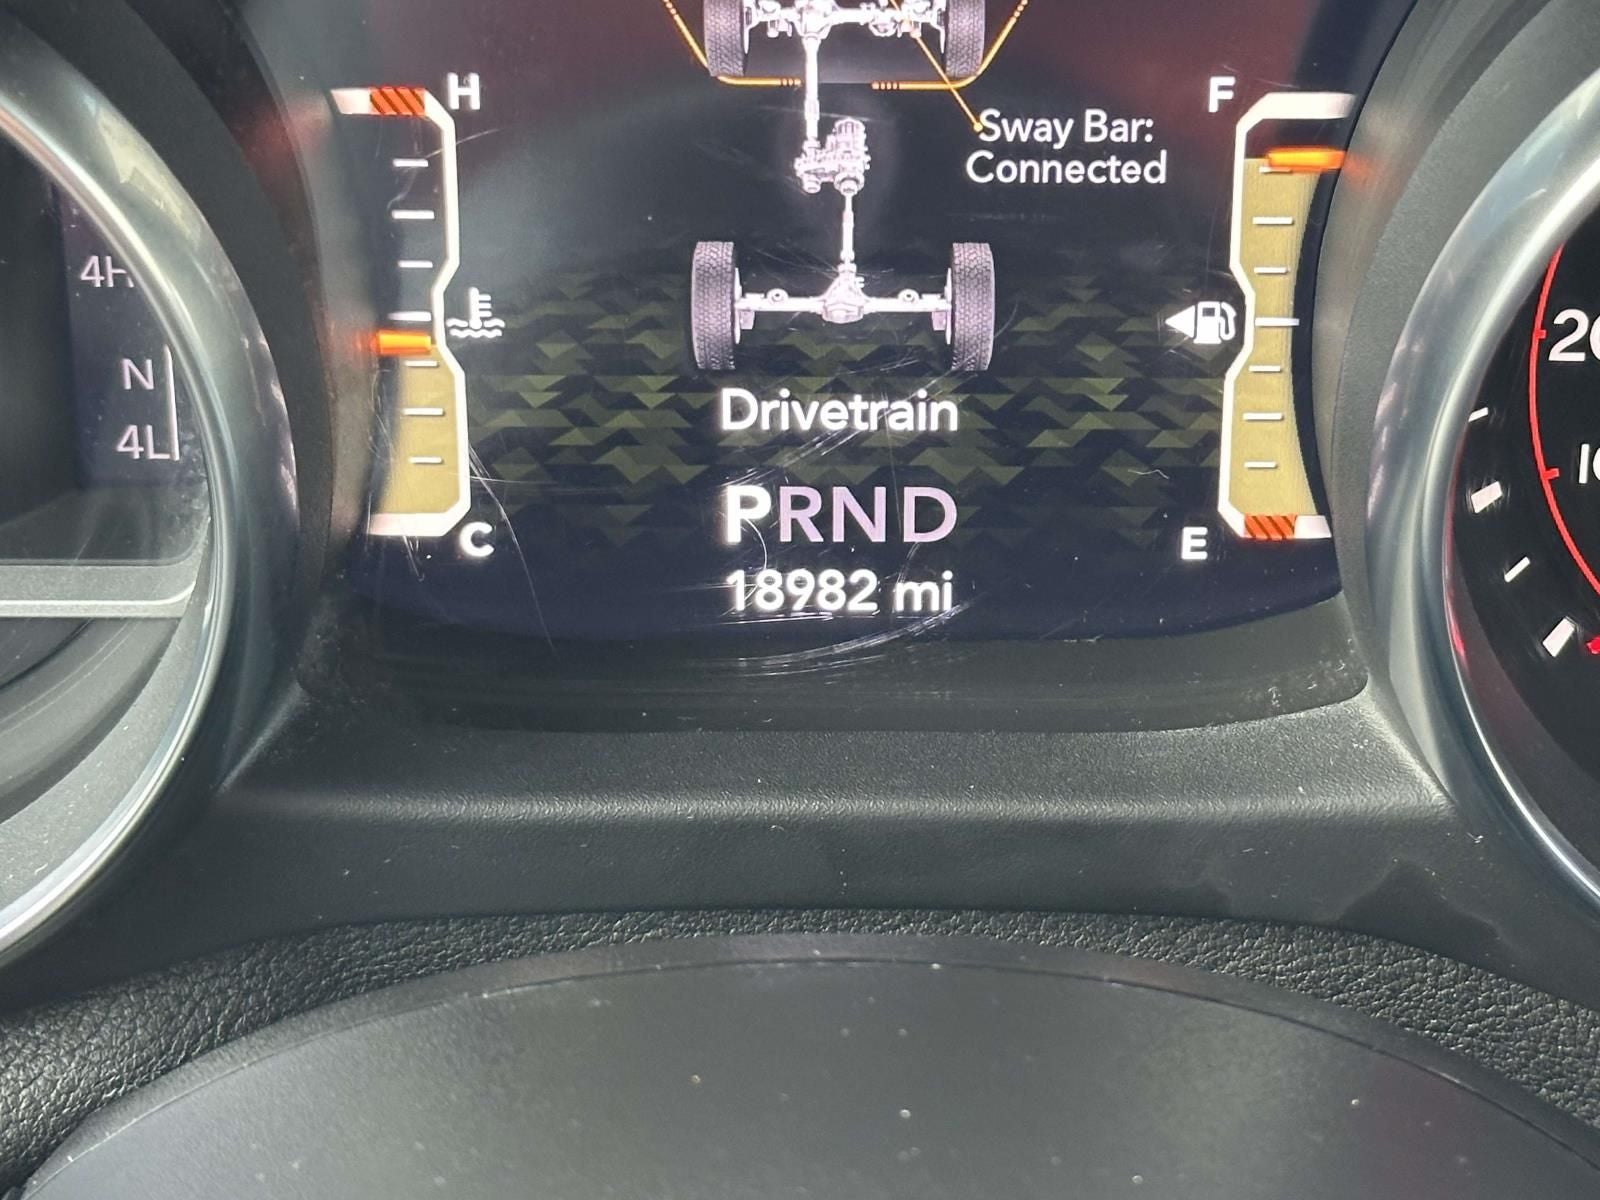 H
F
Sway Bar:
Connected
4H
N
4L
Drivetrain
PRND
C
E
18982 mi